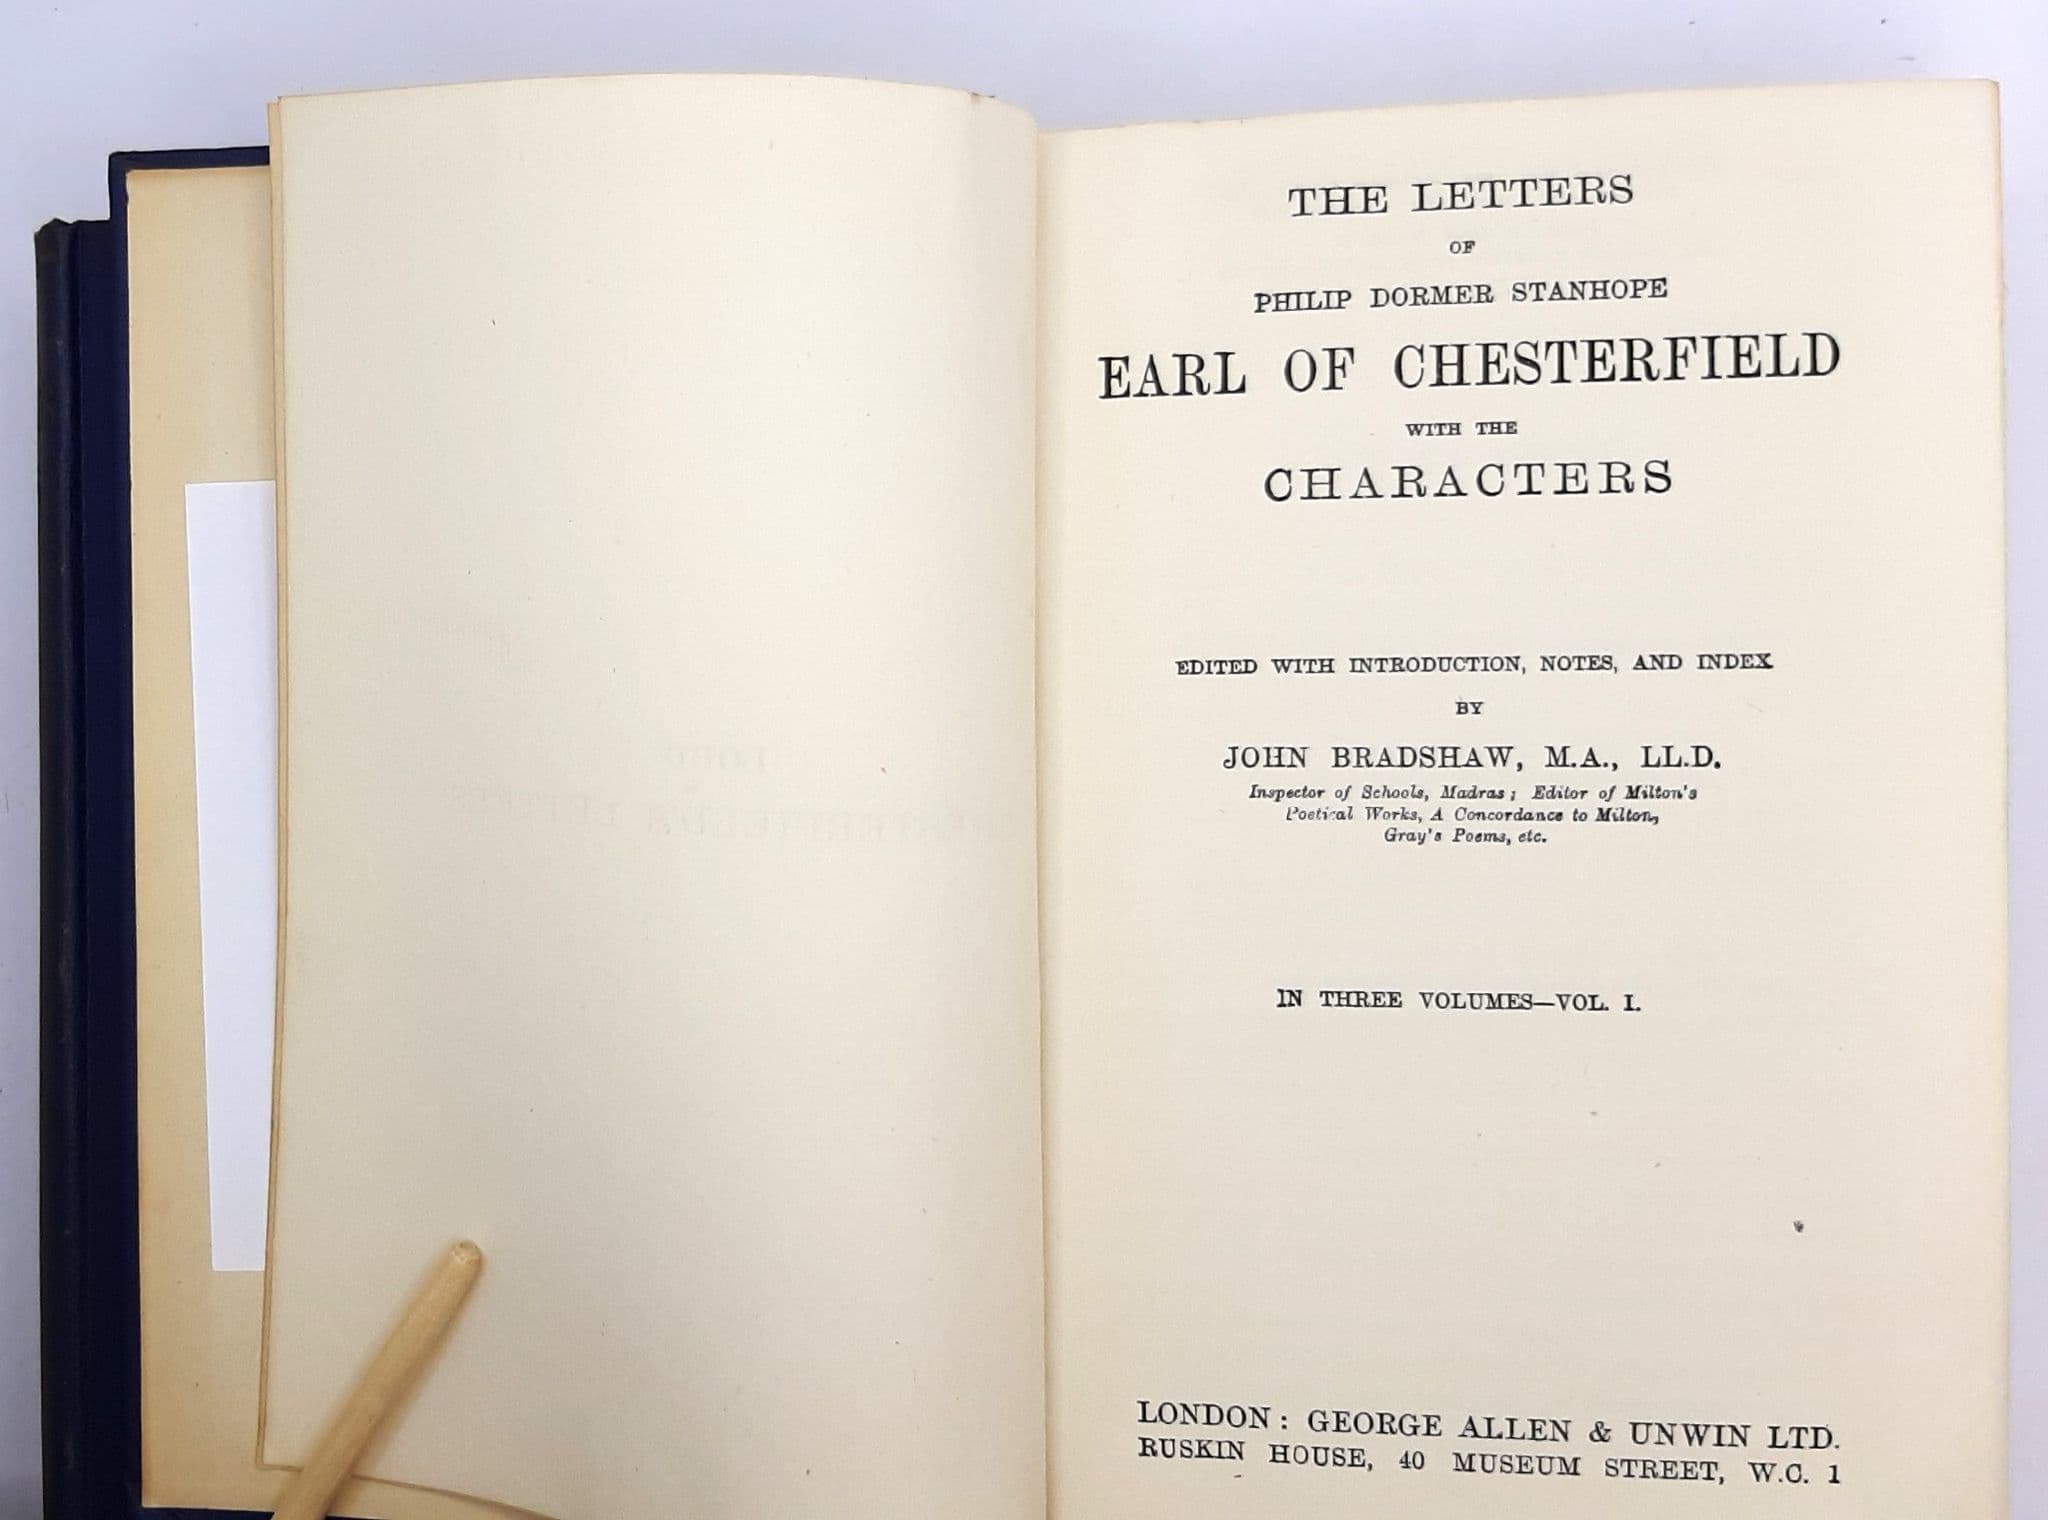 THE LETTERS
OF
PHILIP DORMER STANHOPE
EARL OF CHESTERFIELD
WITH THE
CHARACTERS
EDITED WITH INTRODUCTION, NOTES, AND INDEX
BY
JOHN BRADSHAW, M.A., LL.D.
Inspector of Schools, Madras; Editor of Milton's
Poetical Works, A Concordance to Milton,
Gray's Poems, etc.
IN THREE VOLUMES—VOL. I.
LONDON: GEORGE ALLEN & UNWIN LTD.
RUSKIN HOUSE, 40 MUSEUM STREET, W.C. 1